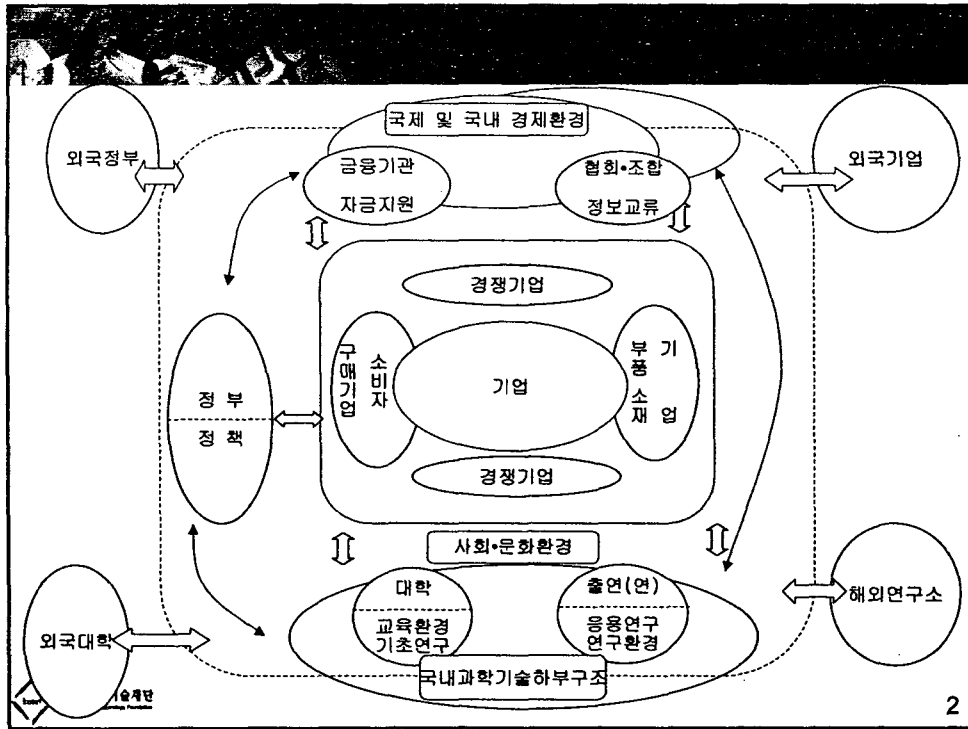 국제 및 국내 경제환경
외국정부
외국기업
금융기관
자금지원
협회•조합
정보교류
경쟁기업
구매기업
소비자
기업
부품 소재
기 업
정 부
정 책
경쟁기업
사회•문화환경
대학
교육환경
기초연구
출연(연)
응용연구
연구환경
외국대학
해외연구소
국내과학기술하부구조
기술재단
Foundation
2